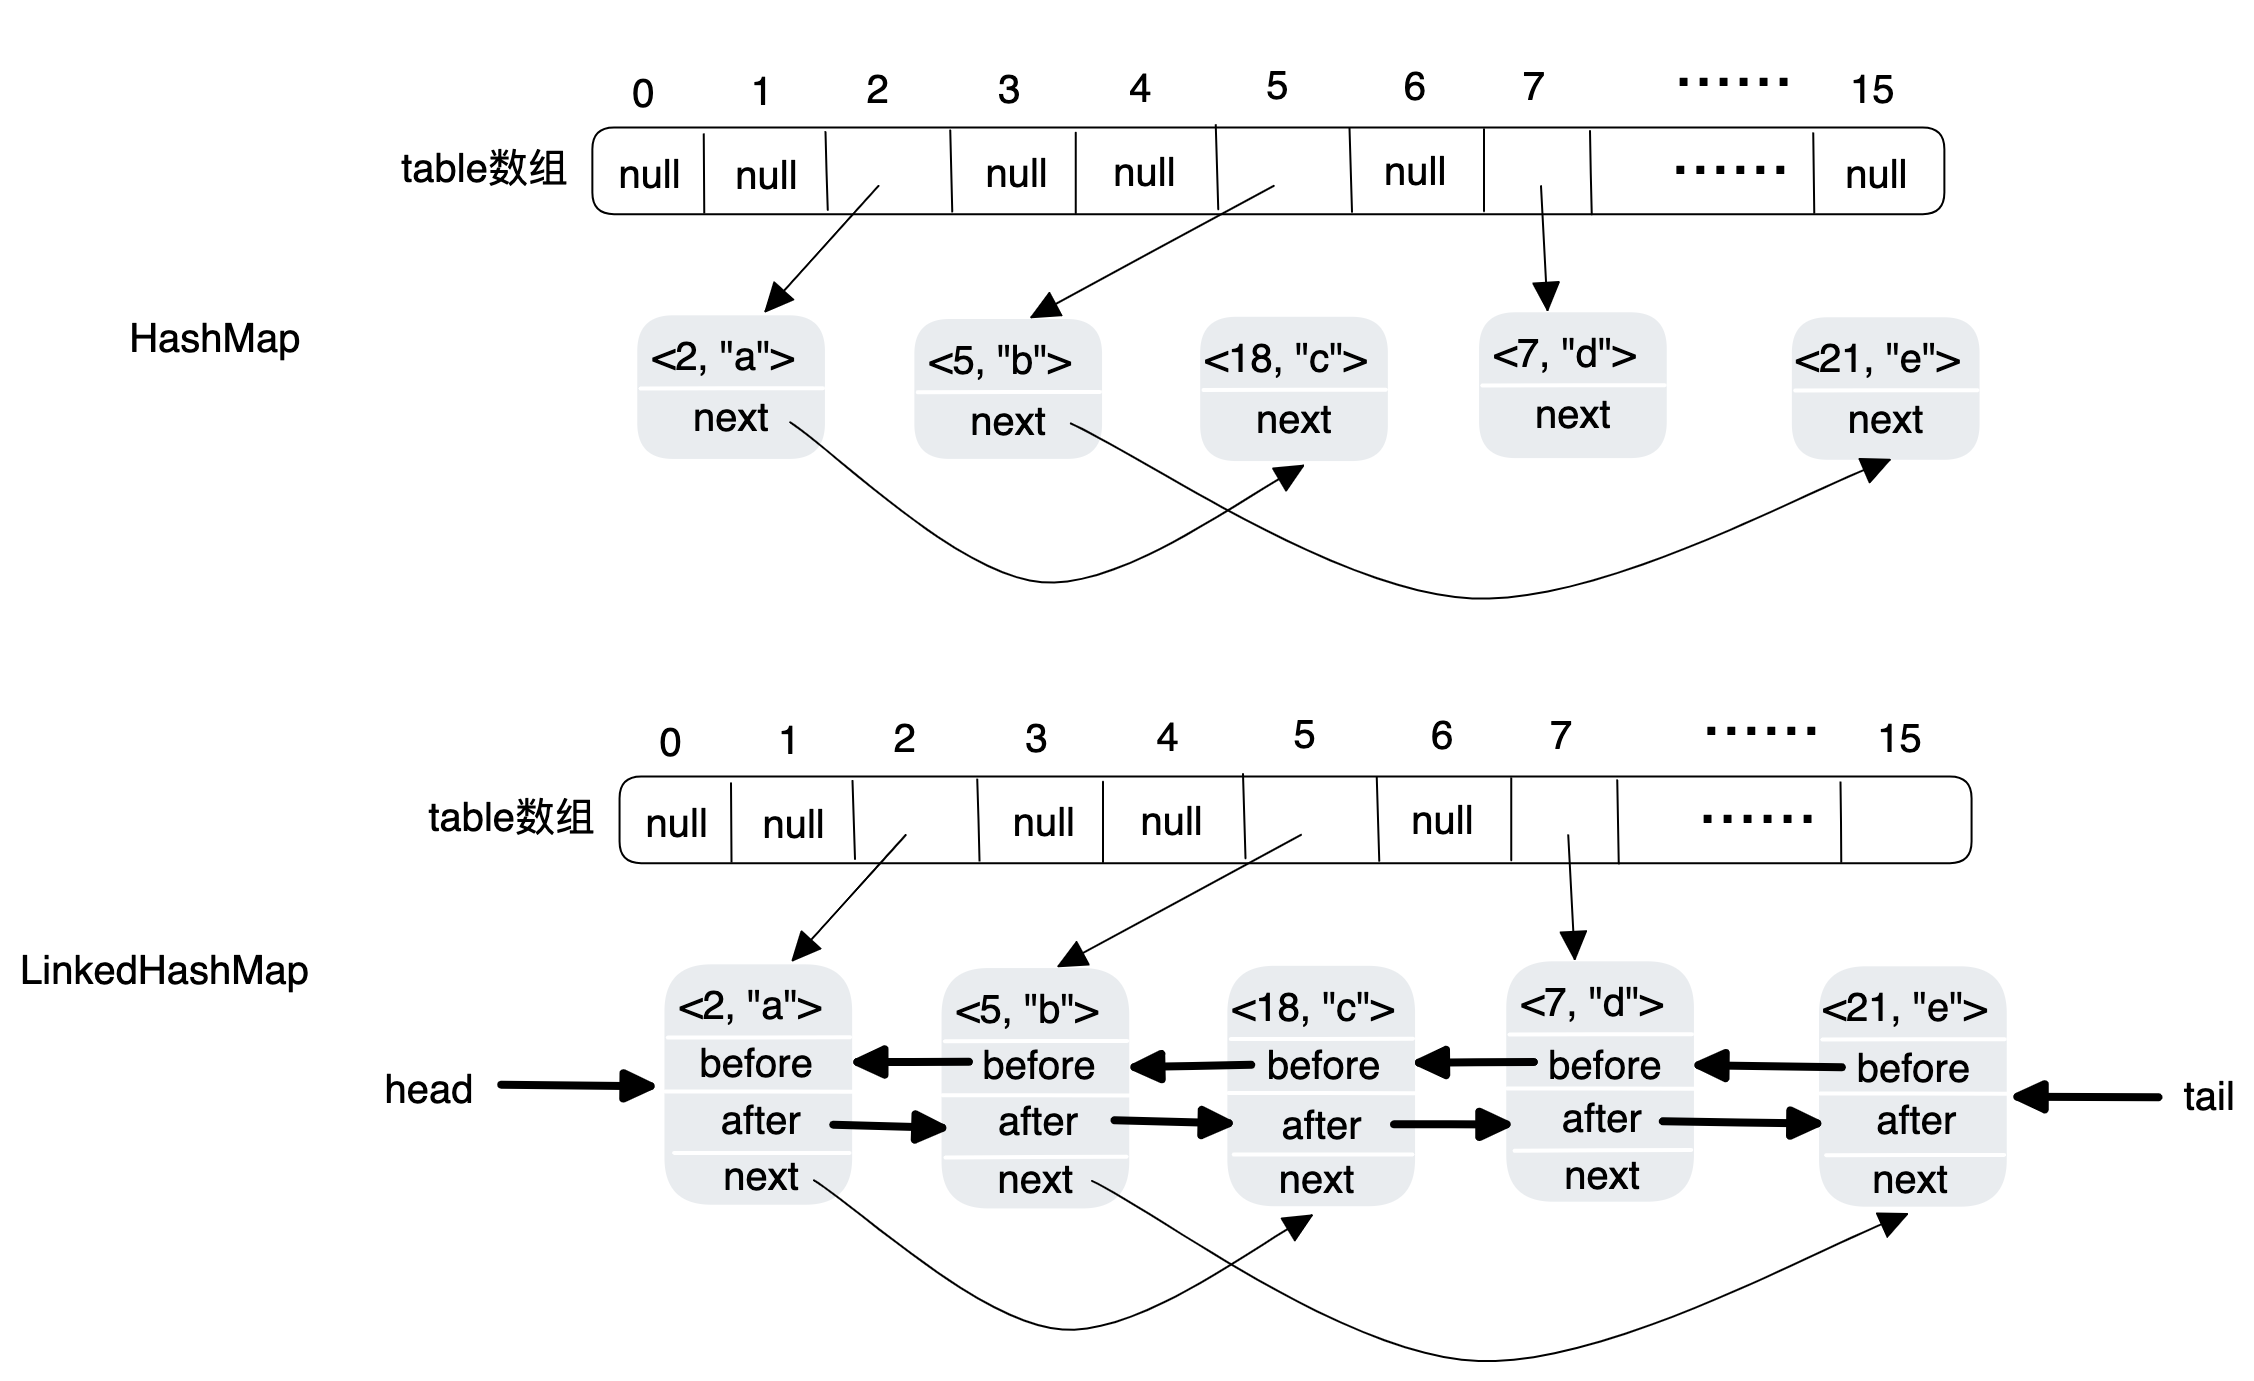 0 1 2 3 4 5 6 7 ...... 15
table数组 null null null null null ...... null
HashMap
<2, "a"> <5, "b"> <18, "c"> <7, "d"> <21, "e">
next next next next next
0 1 2 3 4 5 6 7 ...... 15
table数组 null null null null null ......
LinkedHashMap
<2, "a"> <5, "b"> <18, "c"> <7, "d"> <21, "e">
before before before before before
head tail
after after after after after
next next next next next